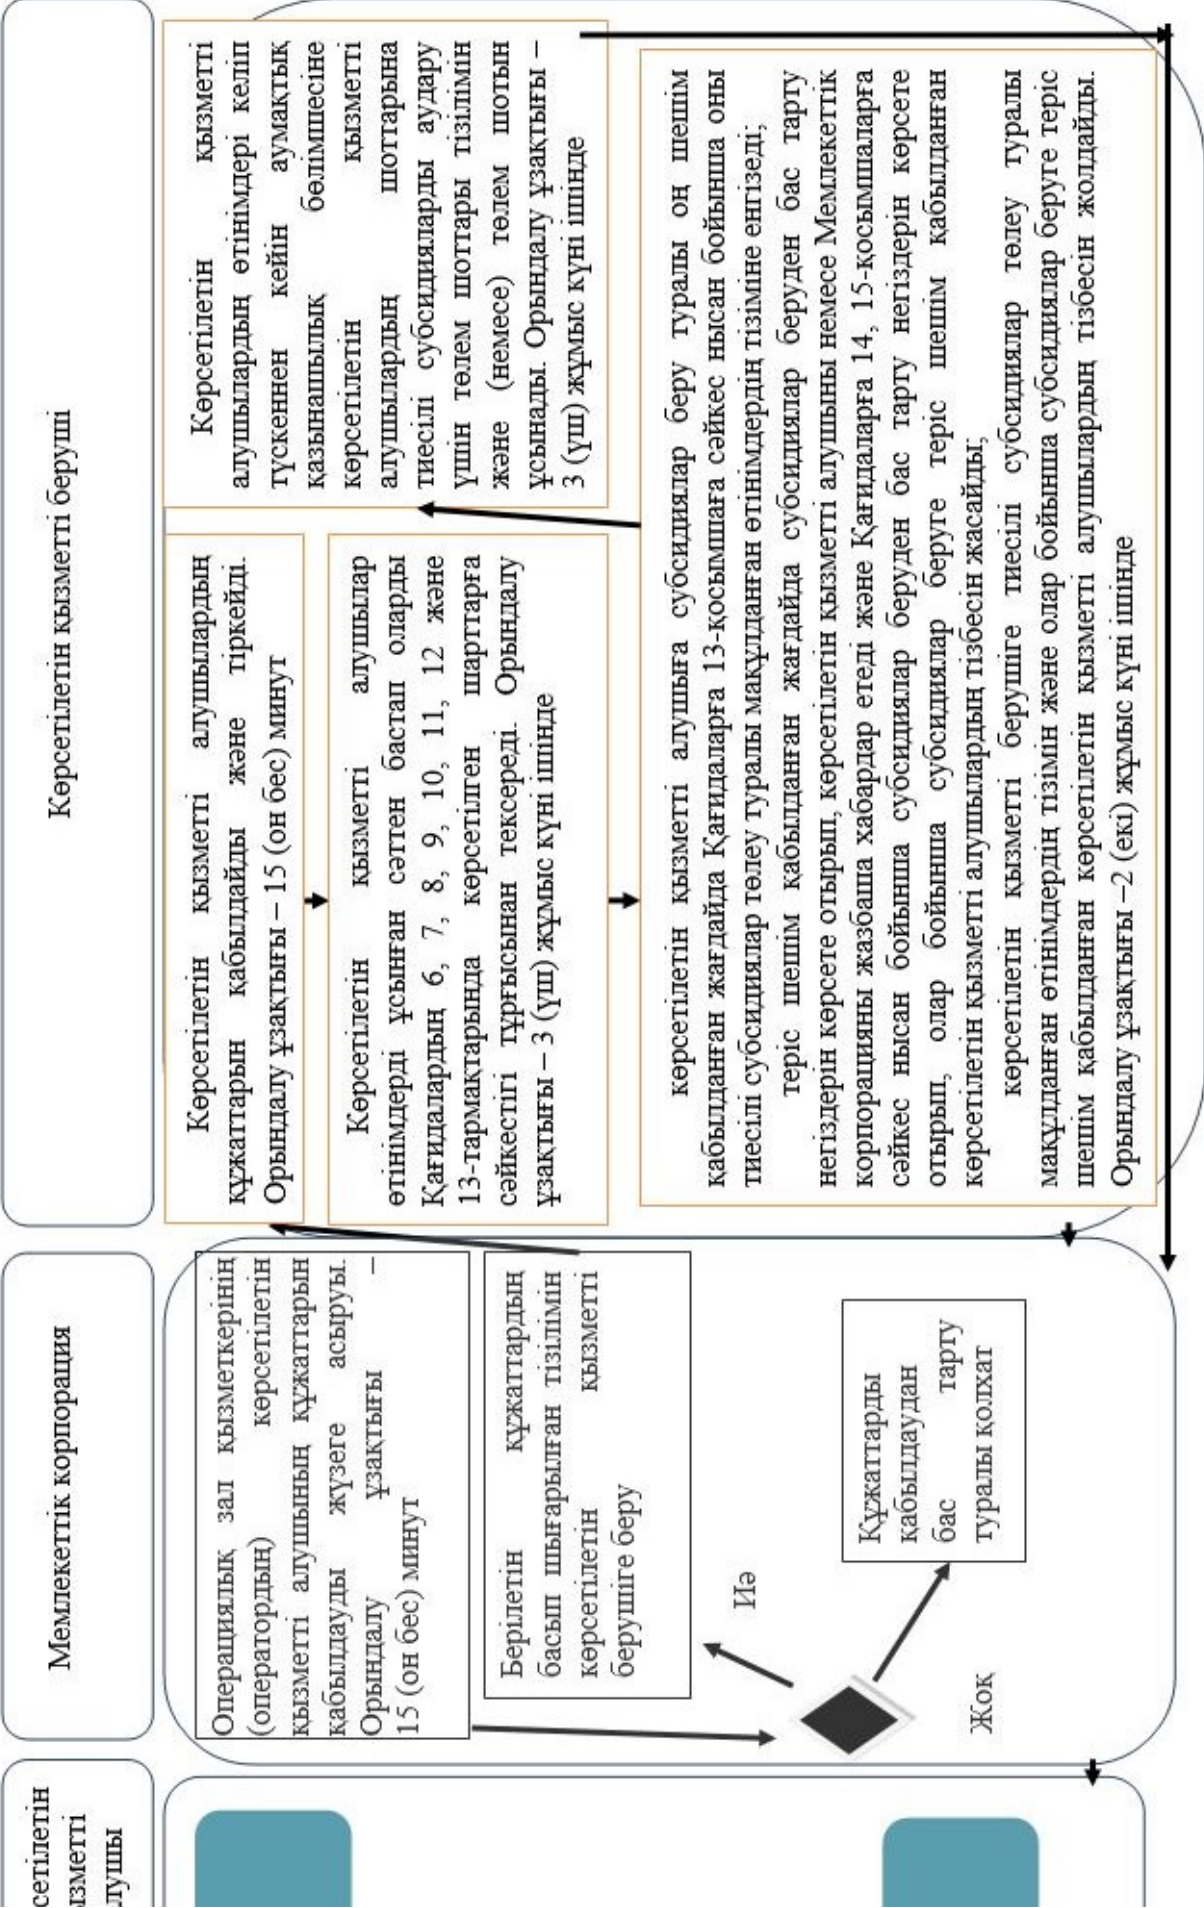 сетілетін
ызметті
лушы
Мемлекеттік корпорация
Көрсетілетін қызметті беруші
Операциялық зал қызметкерінің
(оператордың) көрсетілетін
қызметті алушының құжаттарын
қабылдауды жүзеге асыруы.
Орындалу ұзақтығы –
15 (он бес) минут
Берілетін құжаттардың
басып шығарылған тізілімін
көрсетілетін қызметті
берушіге беру
Иә
Жоқ
Құжаттарды
қабылдаудан
бас тарту
туралы қолхат
Көрсетілетін қызметті алушылардың
құжаттарын қабылдайды және тіркейді.
Орындалу ұзақтығы – 15 (он бес) минут
Көрсетілетін қызметті алушылар
өтінімдерді ұсынған сәттен бастап оларды
Қағидалардың 6, 7, 8, 9, 10, 11, 12 және
13-тармақтарында көрсетілген шарттарға
сәйкестігі тұрғысынан тексереді. Орындалу
ұзақтығы – 3 (үш) жұмыс күні ішінде
көрсетілетін қызметті алушыға субсидиялар беру туралы оң шешім
қабылданған жағдайда Қағидаларға 13-қосымшаға сәйкес нысан бойынша оны
тиесілі субсидиялар төлеу туралы мақұлданған өтінімдердің тізіміне енгізеді;
теріс шешім қабылданған жағдайда субсидиялар беруден бас тарту
негіздерін көрсете отырып, көрсетілетін қызметті алушыны немесе Мемлекеттік
корпорацияны жазбаша хабардар етеді және Қағидаларға 14, 15-қосымшаларға
сәйкес нысан бойынша субсидиялар беруден бас тарту негіздерін көрсете
отырып, олар бойынша субсидиялар беруге теріс шешім қабылданған
көрсетілетін қызметті алушылардың тізбесін жасайды;
көрсетілетін қызметті берушіге тиесілі субсидиялар төлеу туралы
мақұлданған өтінімдердің тізімін және олар бойынша субсидиялар беруге теріс
шешім қабылданған көрсетілетін қызметті алушылардың тізбесін жолдайды.
Орындалу ұзақтығы –2 (екі) жұмыс күні ішінде
Көрсетілетін қызметті
алушылардың өтінімдері келіп
түскеннен кейін аумақтық
қазынашылық бөлімшесіне
көрсетілетін қызметті
алушылардың шоттарына
тиесілі субсидияларды аудару
үшін төлем шоттары тізілімін
және (немесе) төлем шотын
ұсынады. Орындалу ұзақтығы –
3 (үш) жұмыс күні ішінде